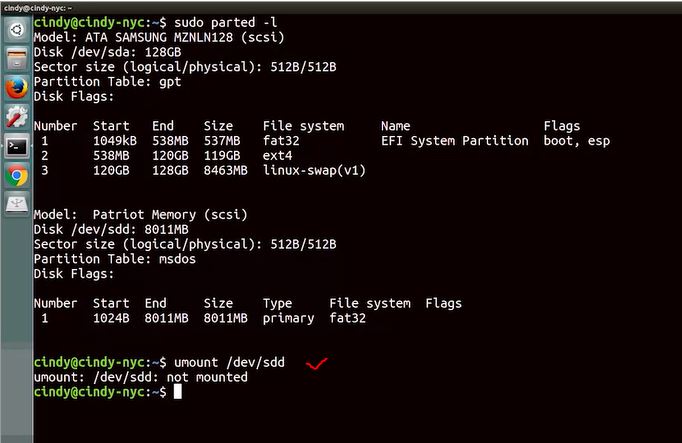 cindy@cindy-nyc: ~
cindy@cindy-nyc:~$ sudo parted -l
Model: ATA SAMSUNG MZNLN128 (scsi)
Disk /dev/sda: 128GB
Sector size (logical/physical): 512B/512B
Partition Table: gpt
Disk Flags:
Number  Start   End    Size    File system     Name                  Flags
 1      1049kB  538MB  537MB   fat32           EFI System Partition  boot, esp
 2      538MB   120GB  119GB   ext4
 3      120GB   128GB  8463MB  linux-swap(v1)
Model:  Patriot Memory (scsi)
Disk /dev/sdd: 8011MB
Sector size (logical/physical): 512B/512B
Partition Table: msdos
Disk Flags:
Number  Start  End     Size    Type     File system  Flags
 1      1024B  8011MB  8011MB  primary  fat32
cindy@cindy-nyc:~$ umount /dev/sdd
umount: /dev/sdd: not mounted
cindy@cindy-nyc:~$